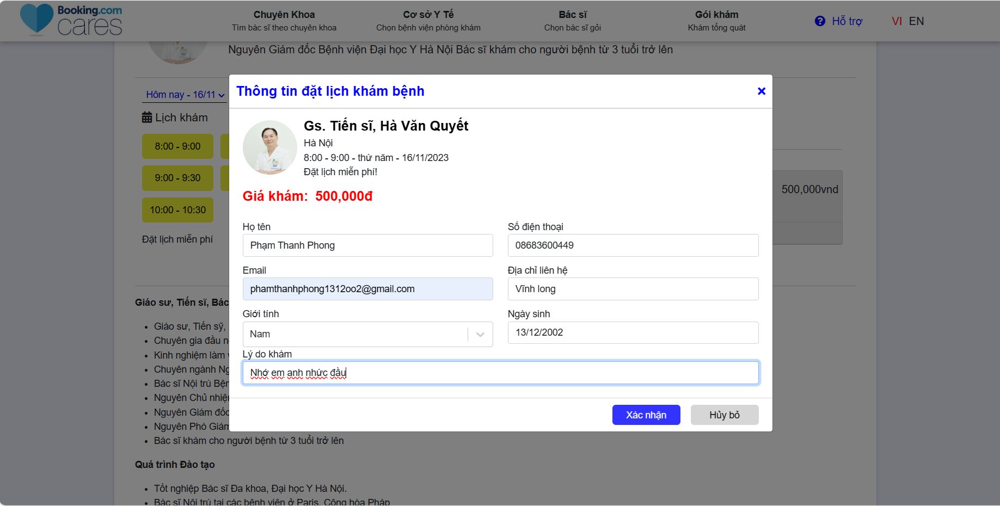 Booking.com
cares
Chuyên Khoa
Tìm bác sĩ theo chuyên khoa
Cơ sở Y Tế
Chọn bệnh viện phòng khám
Bác sĩ
Chọn bác sĩ gỏi
Gói khám
Khám tổng quát
Hỗ trợ
VI EN
Nguyên Giám đốc Bệnh viện Đại học Y Hà Nội Bác sĩ khám cho người bệnh từ 3 tuổi trở lên
Hôm nay - 16/11
Lịch khám
8:00 - 9:00
9:00 - 9:30
10:00 - 10:30
Đặt lịch miễn phí
500,000vnd
Thông tin đặt lịch khám bệnh
Gs. Tiến sĩ, Hà Văn Quyết
Hà Nội
8:00 - 9:00 - thứ năm - 16/11/2023
Đặt lịch miễn phí!
Giá khám: 500,000đ
Họ tên
Phạm Thanh Phong
Số điện thoại
08683600449
Email
phamthanhphong1312oo2@gmail.com
Địa chỉ liên hệ
Vĩnh long
Giới tính
Nam
Ngày sinh
13/12/2002
Lý do khám
Nhớ em anh nhức đầu
Xác nhận
Hủy bỏ
Giáo sư, Tiến sĩ, Bác
Giáo sư, Tiến sỹ,
Chuyên gia đầu
Kinh nghiệm làm
Chuyên ngành
Bác sĩ Nội trú
Nguyên Chủ
Nguyên Giám đốc
Nguyên Phó Giám
Bác sĩ khám cho người bệnh từ 3 tuổi trở lên
Quá trình Đào tạo
Tốt nghiệp Bác sĩ Đa khoa, Đại học Y Hà Nội.
Bác sĩ Nội trú tại các bệnh viện ở Paris, Cộng hòa Pháp